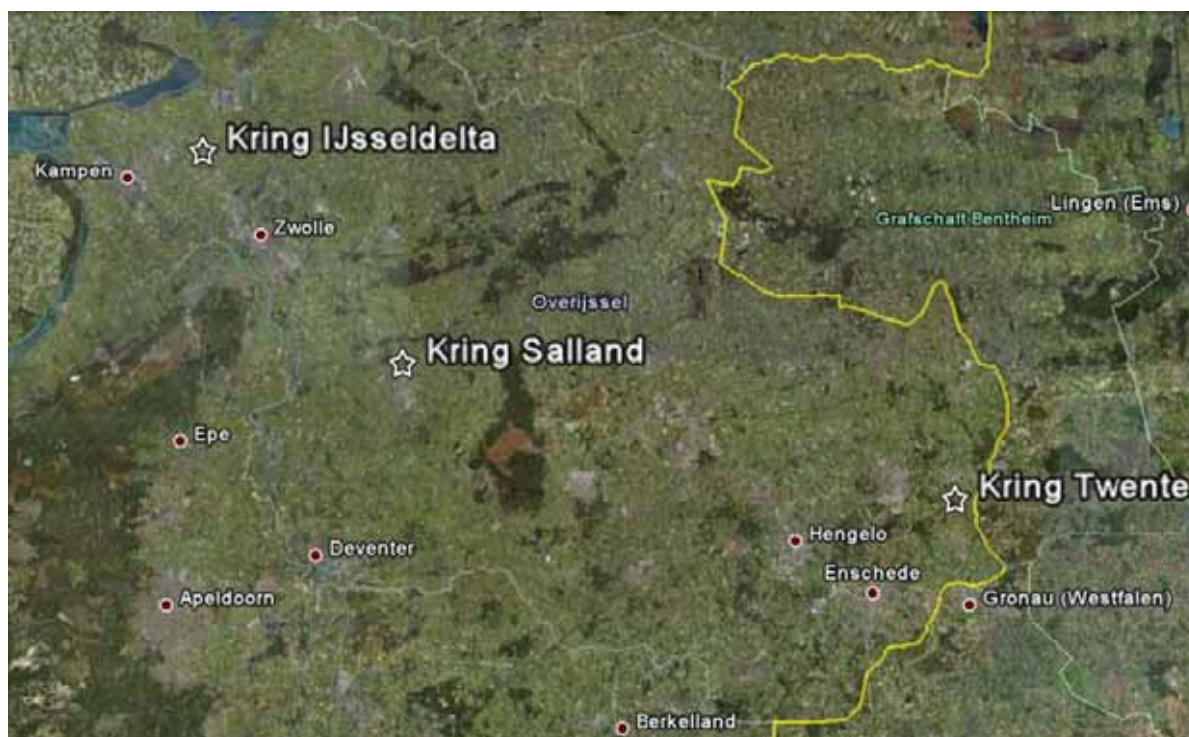 Kring IJsseldelta
Kampen
Lingen (Ems)
Grafschaft Bentheim
Zwolle
Overijssel
Kring Salland
Epe
Kring Twente
Hengelo
Deventer
Enschede
Apeldoorn
Gronau (Westfalen)
Berkelland